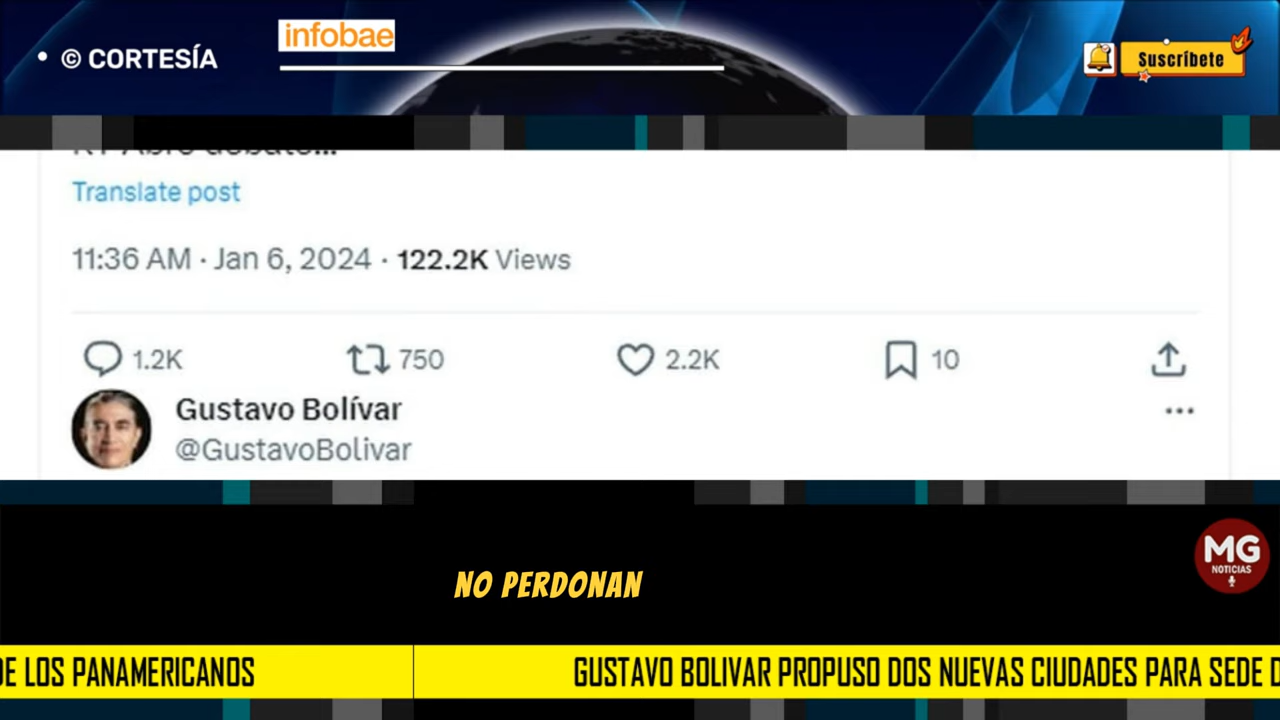 infobae
© CORTESÍA
Suscríbete
Translate post
11:36 AM · Jan 6, 2024 · 122.2K Views
1.2K 750 2.2K 10
Gustavo Bolívar
@GustavoBolivar
MG
NOTICIAS
NO PERDONAN
DE LOS PANAMERICANOS GUSTAVO BOLIVAR PROPUSO DOS NUEVAS CIUDADES PARA SEDE D